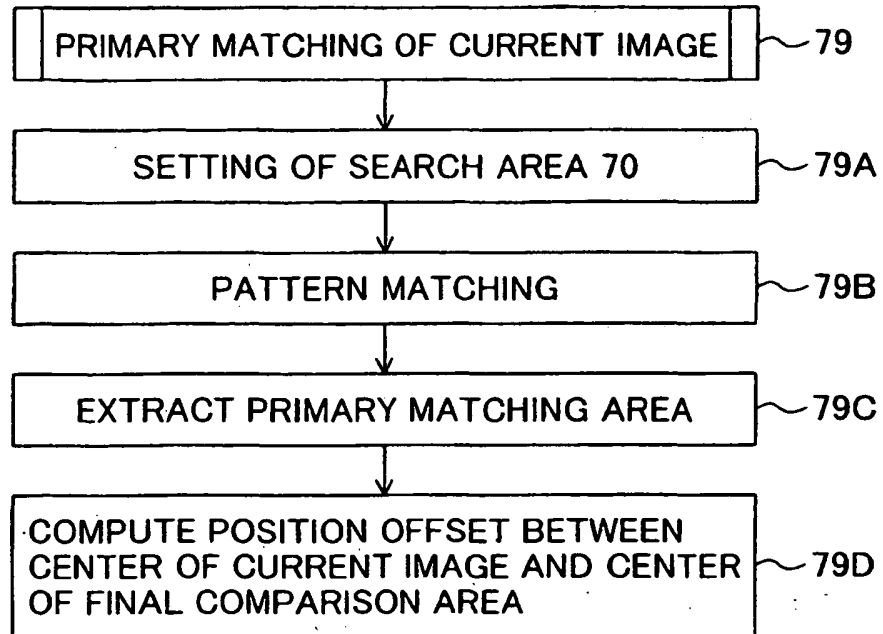 PRIMARY MATCHING OF CURRENT IMAGE 79
SETTING OF SEARCH AREA 70 79A
PATTERN MATCHING 79B
EXTRACT PRIMARY MATCHING AREA 79C
COMPUTE POSITION OFFSET BETWEEN
CENTER OF CURRENT IMAGE AND CENTER 79D
OF FINAL COMPARISON AREA